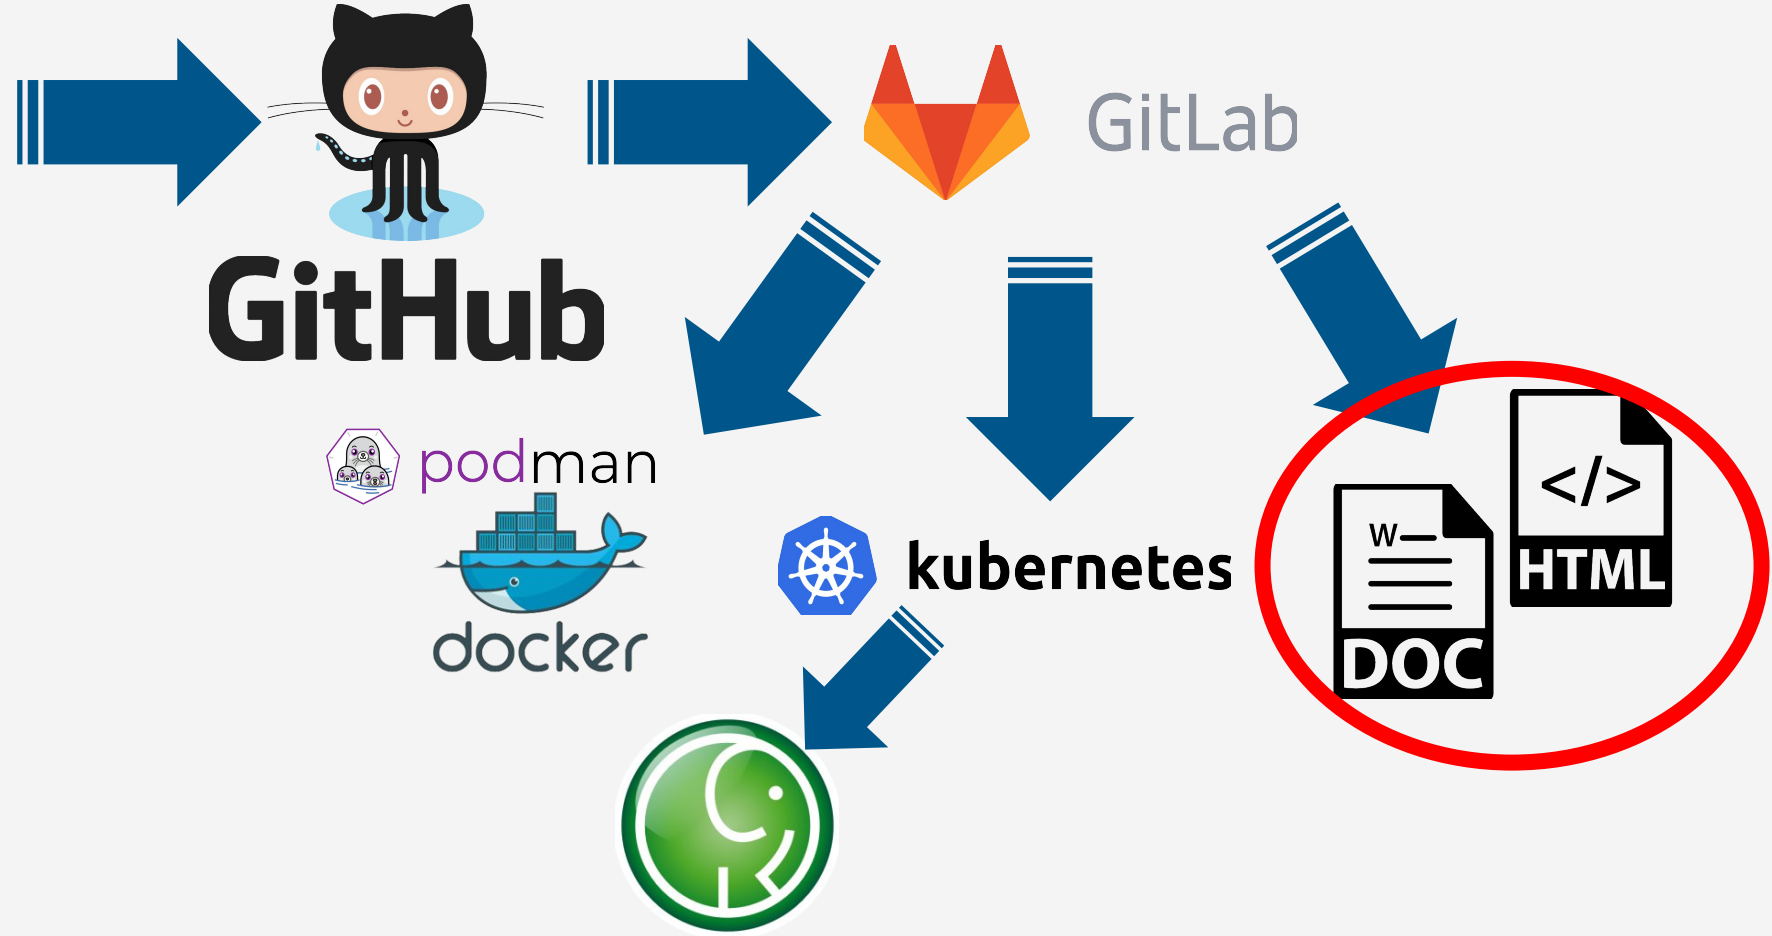 GitHub
GitLab
podman
docker
kubernetes
</>
HTML
W
DOC